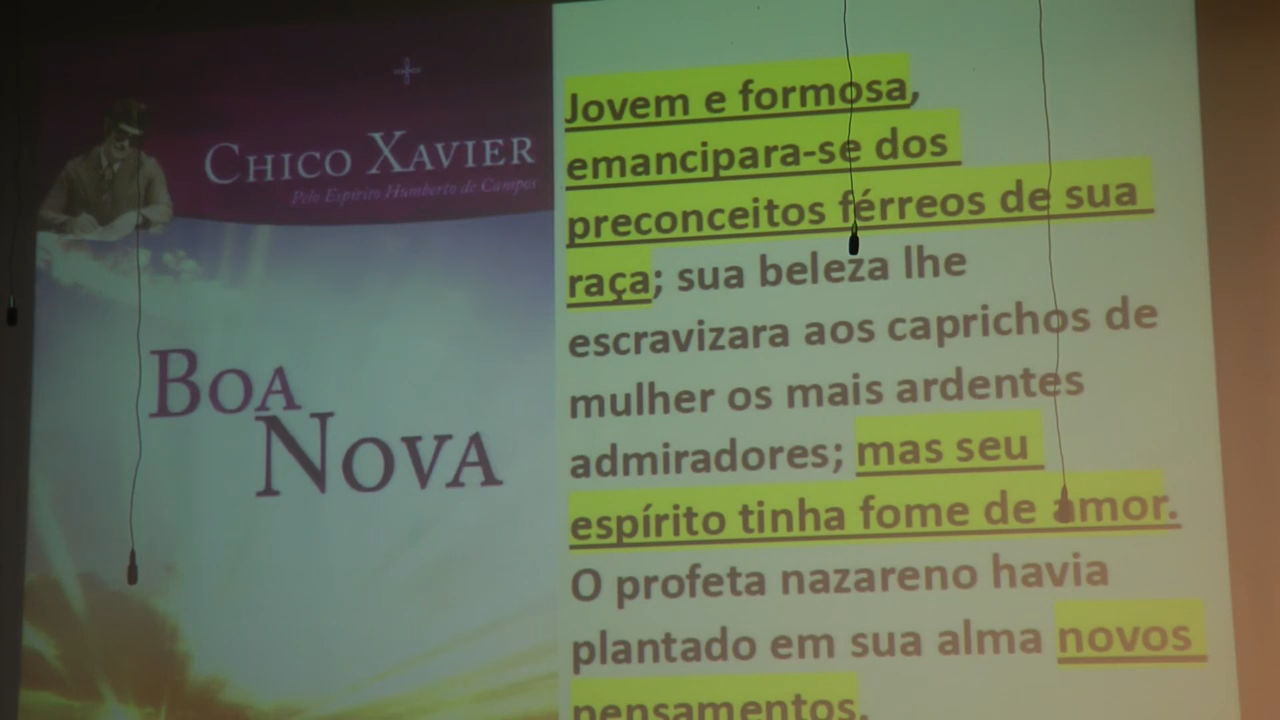 CHICO XAVIER
Pelo Espírito Humberto de Campos
BOA
NOVA
Jovem e formosa,
emancipara-se dos
preconceitos férreos de sua
raça; sua beleza lhe
escravizara aos caprichos de
mulher os mais ardentes
admiradores; mas seu
espírito tinha fome de amor.
O profeta nazareno havia
plantado em sua alma novos
pensamentos.